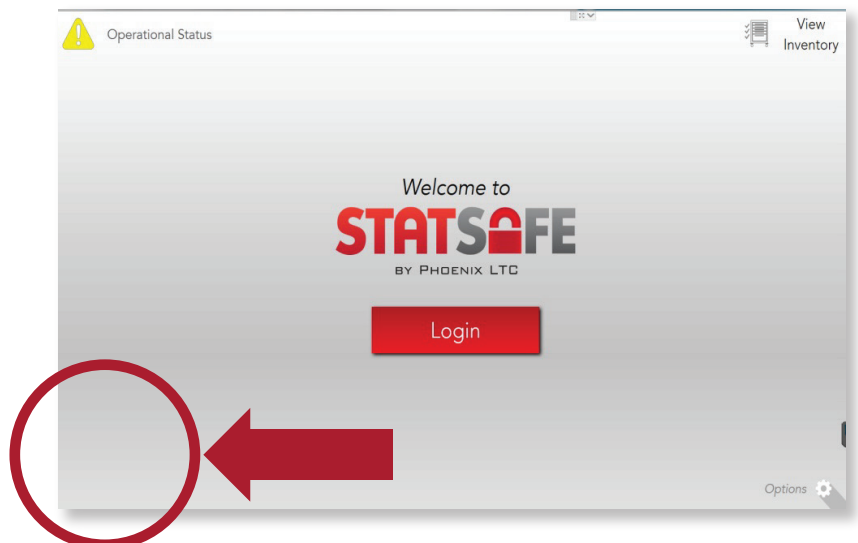 Operational Status
View
Inventory
Welcome to
STATSAFE
BY PHOENIX LTC
Login
Options